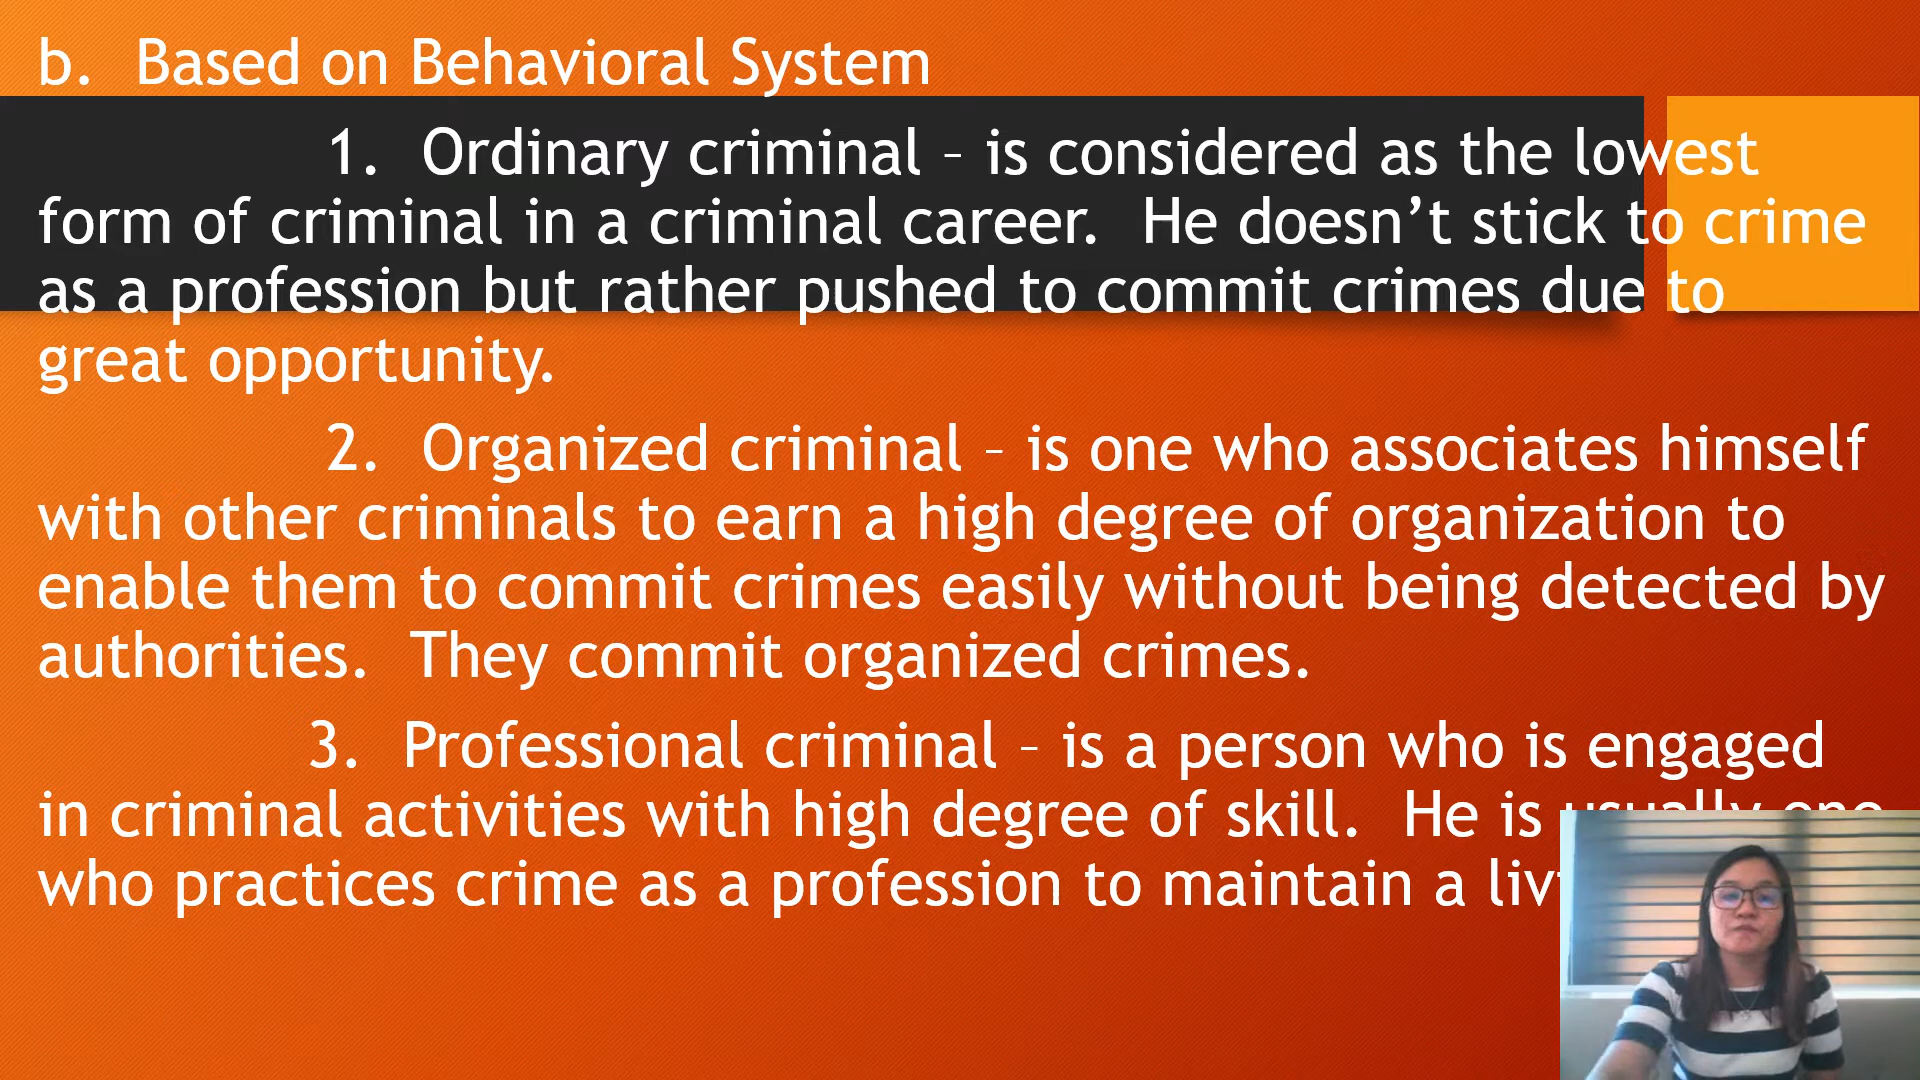 b. Based on Behavioral System
1. Ordinary criminal – is considered as the lowest
form of criminal in a criminal career. He doesn’t stick to crime
as a profession but rather pushed to commit crimes due to
great opportunity.
2. Organized criminal – is one who associates himself
with other criminals to earn a high degree of organization to
enable them to commit crimes easily without being detected by
authorities. They commit organized crimes.
3. Professional criminal – is a person who is engaged
in criminal activities with high degree of skill. He is usually one
who practices crime as a profession to maintain a